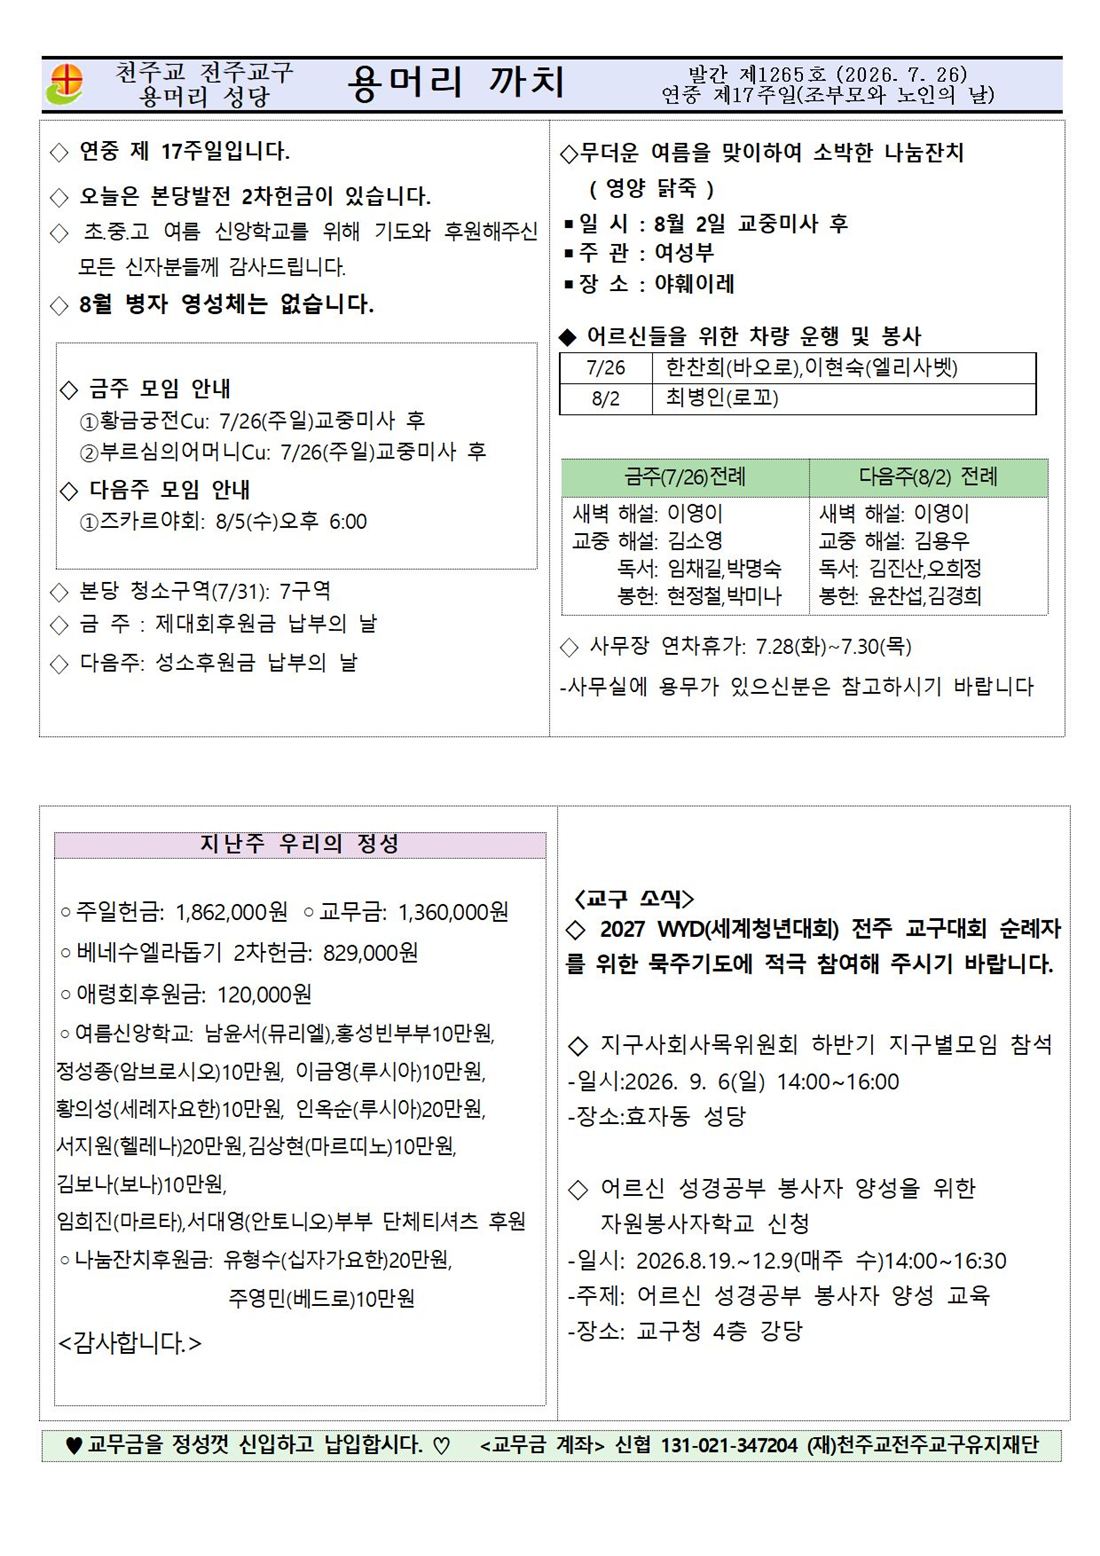 천주교 전주교구
용머리 성당
용머리 까치
발간 제1265호 (2026. 7. 26)
연중 제17주일(조부모와 노인의 날)
◇ 연중 제 17주일입니다.
◇ 오늘은 본당발전 2차헌금이 있습니다.
◇ 초.중.고 여름 신앙학교를 위해 기도와 후원해주신
모든 신자분들께 감사드립니다.
◇ 8월 병자 영성체는 없습니다.
◇ 금주 모임 안내
①황금궁전Cu: 7/26(주일)교중미사 후
②부르심의어머니Cu: 7/26(주일)교중미사 후
◇ 다음주 모임 안내
①즈카르야회: 8/5(수)오후 6:00
◇ 본당 청소구역(7/31): 7구역
◇ 금 주 : 제대회후원금 납부의 날
◇ 다음주: 성소후원금 납부의 날
◇무더운 여름을 맞이하여 소박한 나눔잔치
( 영양 닭죽 )
▪일 시 : 8월 2일 교중미사 후
▪주 관 : 여성부
▪장 소 : 야훼이레
◆ 어르신들을 위한 차량 운행 및 봉사
7/26 한찬희(바오로),이현숙(엘리사벳)
8/2 최병인(로꼬)
금주(7/26)전례 다음주(8/2) 전례
새벽 해설: 이영이 새벽 해설: 이영이
교중 해설: 김소영 교중 해설: 김용우
독서: 임채길,박명숙 독서: 김진산,오희정
봉헌: 현정철,박미나 봉헌: 윤찬섭,김경희
◇ 사무장 연차휴가: 7.28(화)~7.30(목)
-사무실에 용무가 있으신분은 참고하시기 바랍니다
지난주 우리의 정성
○주일헌금: 1,862,000원 ○교무금: 1,360,000원
○베네수엘라돕기 2차헌금: 829,000원
○애령회후원금: 120,000원
○여름신앙학교: 남윤서(뮤리엘),홍성빈부부10만원,
정성종(암브로시오)10만원, 이금영(루시아)10만원,
황의성(세례자요한)10만원, 인옥순(루시아)20만원,
서지원(헬레나)20만원,김상현(마르띠노)10만원,
김보나(보나)10만원,
임희진(마르타),서대영(안토니오)부부 단체티셔츠 후원
○나눔잔치후원금: 유형수(십자가요한)20만원,
주영민(베드로)10만원
<감사합니다.>
<교구 소식>
◇ 2027 WYD(세계청년대회) 전주 교구대회 순례자
를 위한 묵주기도에 적극 참여해 주시기 바랍니다.
◇ 지구사회사목위원회 하반기 지구별모임 참석
-일시:2026. 9. 6(일) 14:00~16:00
-장소:효자동 성당
◇ 어르신 성경공부 봉사자 양성을 위한
자원봉사자학교 신청
-일시: 2026.8.19.~12.9(매주 수)14:00~16:30
-주제: 어르신 성경공부 봉사자 양성 교육
-장소: 교구청 4층 강당
♥교무금을 정성껏 신입하고 납입합시다.♡ <교무금 계좌> 신협 131-021-347204 (재)천주교전주교구유지재단